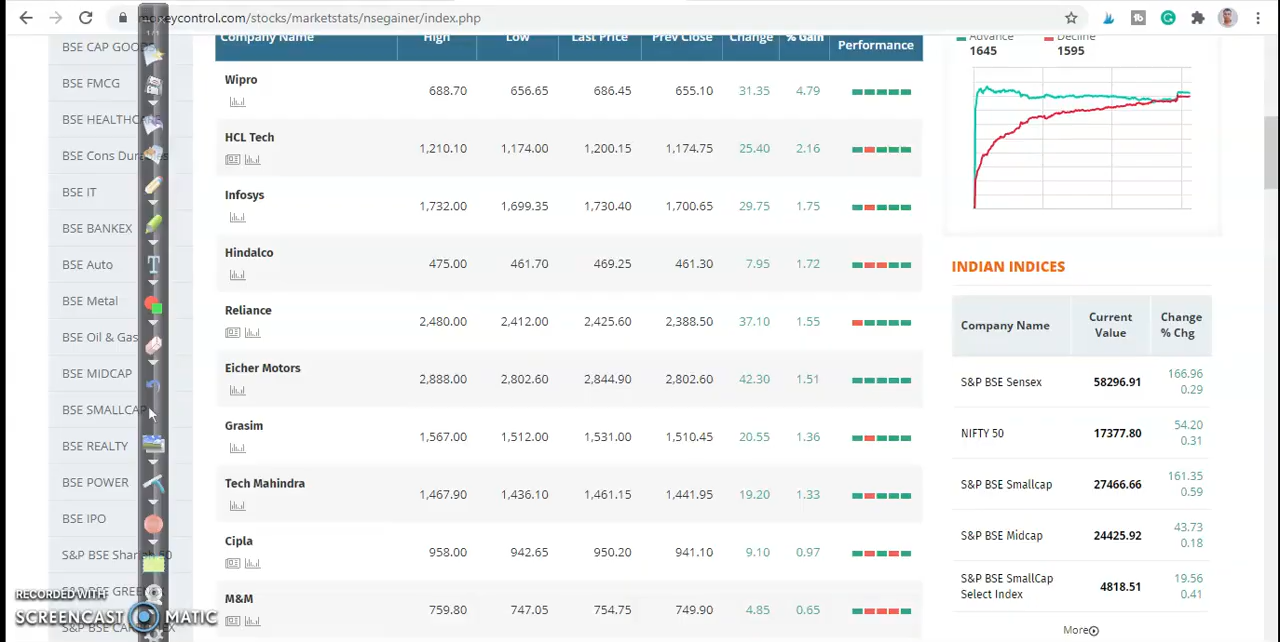 moneycontrol.com/stocks/marketstats/nsegainer/index.php
BSE CAP GOODS
BSE FMCG
BSE HEALTHCARE
BSE Cons Durables
BSE IT
BSE BANKEX
BSE Auto
BSE Metal
BSE Oil & Gas
BSE MIDCAP
BSE SMALLCAP
BSE REALTY
BSE POWER
BSE IPO
S&P BSE Shariah 50
S&P BSE GREENEX
S&P BSE CARBONEX
Company Name High Low Last Price Prev Close Change % Gain Performance
Wipro 688.70 656.65 686.45 655.10 31.35 4.79
HCL Tech 1,210.10 1,174.00 1,200.15 1,174.75 25.40 2.16
Infosys 1,732.00 1,699.35 1,730.40 1,700.65 29.75 1.75
Hindalco 475.00 461.70 469.25 461.30 7.95 1.72
Reliance 2,480.00 2,412.00 2,425.60 2,388.50 37.10 1.55
Eicher Motors 2,888.00 2,802.60 2,844.90 2,802.60 42.30 1.51
Grasim 1,567.00 1,512.00 1,531.00 1,510.45 20.55 1.36
Tech Mahindra 1,467.90 1,436.10 1,461.15 1,441.95 19.20 1.33
Cipla 958.00 942.65 950.20 941.10 9.10 0.97
M&M 759.80 747.05 754.75 749.90 4.85 0.65
Advance Decline
1645 1595
INDIAN INDICES
Company Name Current Value Change % Chg
S&P BSE Sensex 58296.91 166.96 0.29
NIFTY 50 17377.80 54.20 0.31
S&P BSE Smallcap 27466.66 161.35 0.59
S&P BSE Midcap 24425.92 43.73 0.18
S&P BSE SmallCap Select Index 4818.51 19.56 0.41
More
1/1
T
RECORDED WITH
SCREENCAST MATIC